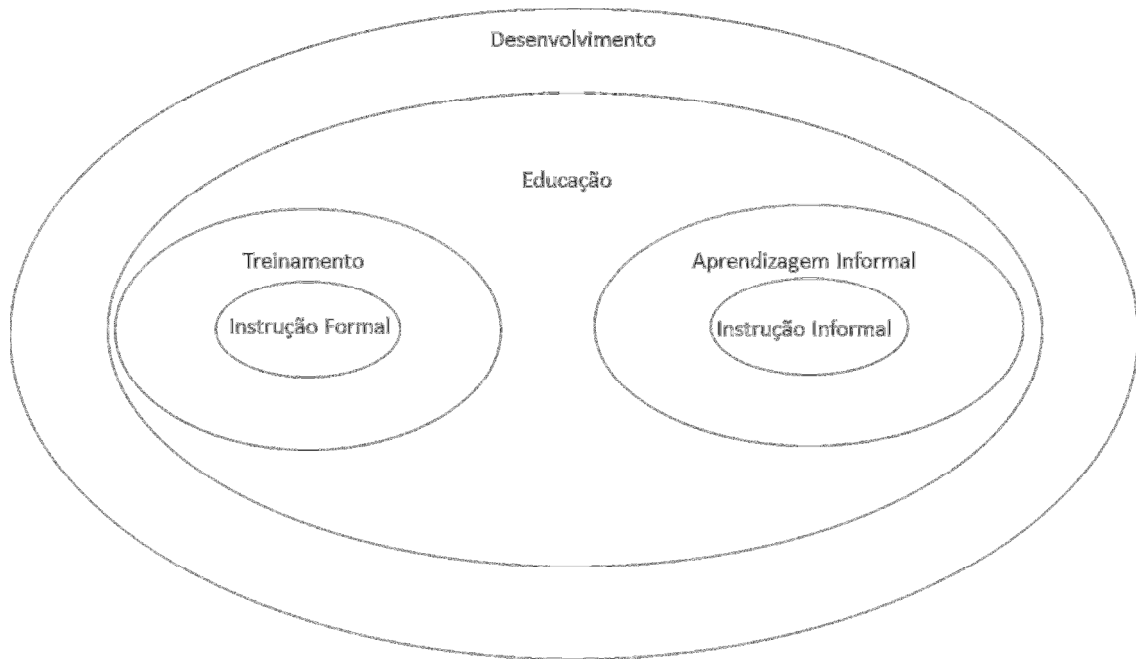 Desenvolvimento
Educação
Treinamento
Aprendizagem Informal
Instrução Formal
Instrução Informal